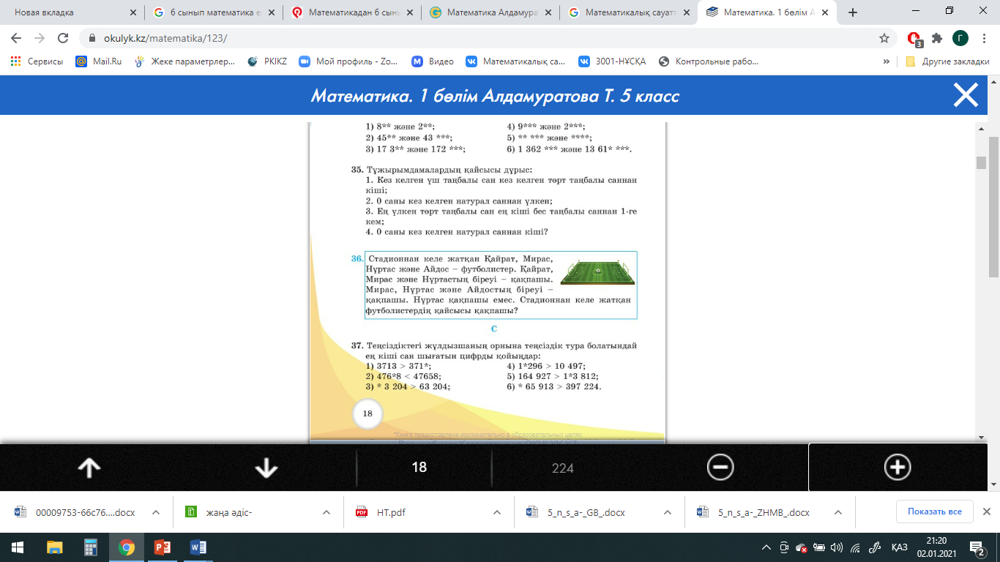 Новая вкладка
6 сынып математика е
Математикадан 6 сын
Математика Алдамура
Математикалық сауатт
Математика. 1 бөлім А
okulyk.kz/matematika/123/
3
Г
Сервисы
Mail.Ru
Жеке параметрлер...
PKIKZ
Мой профиль - Zo...
Видео
Математикалық са...
3001-НҰСҚА
Контрольные рабо...
»
Другие закладки
Математика. 1 бөлім Алдамуратова Т. 5 класс
1) 8** және 2**; 4) 9*** және 2***;
2) 45** және 43 ***; 5) ** *** және ****;
3) 17 3** және 172 ***; 6) 1 362 *** және 13 61* ***.
35. Тұжырымдамалардың қайсысы дұрыс:
1. Кез келген үш таңбалы сан кез келген төрт таңбалы саннан
кіші;
2. 0 саны кез келген натурал саннан үлкен;
3. Ең үлкен төрт таңбалы сан ең кіші бес таңбалы саннан 1-ге
кем;
4. 0 саны кез келген натурал саннан кіші?
36. Стадионнан келе жатқан Қайрат, Мирас,
Нұртас және Айдос – футболистер. Қайрат,
Мирас және Нұртастың біреуі – қақпашы.
Мирас, Нұртас және Айдостың біреуі –
қақпашы. Нұртас қақпашы емес. Стадионнан келе жатқан
футболистердің қайсысы қақпашы?
С
37. Теңсіздіктегі жұлдызшаның орнына теңсіздік тура болатындай
ең кіші сан шығатын цифрды қойыңдар:
1) 3713 > 371*; 4) 1*296 > 10 497;
2) 476*8 < 47658; 5) 164 927 > 1*3 812;
3) * 3 204 > 63 204; 6) * 65 913 > 397 224.
18
*Книга предоставлена исключительно в образовательных целях
18
224
00009753-66c76....docx
жаңа әдіс-
НТ.pdf
5_n_s_a-_GB_.docx
5_n_s_a-_ZHMB_.docx
Показать все
ҚАЗ
21:20
02.01.2021
2